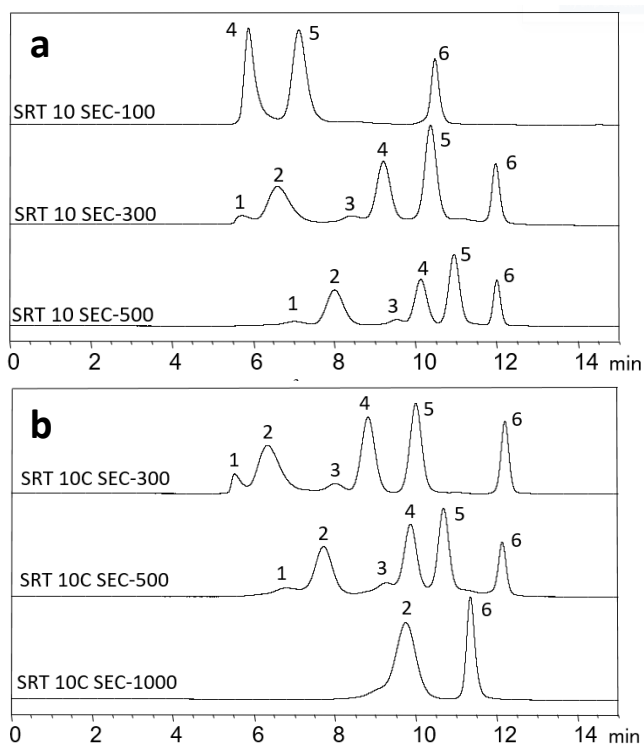 a
4 5 6
SRT 10 SEC-100
1 2 3 4 5 6
SRT 10 SEC-300
1 2 3 4 5 6
SRT 10 SEC-500
0 2 4 6 8 10 12 14 min
b
1 2 3 4 5 6
SRT 10C SEC-300
1 2 3 4 5 6
SRT 10C SEC-500
2 6
SRT 10C SEC-1000
0 2 4 6 8 10 12 14 min